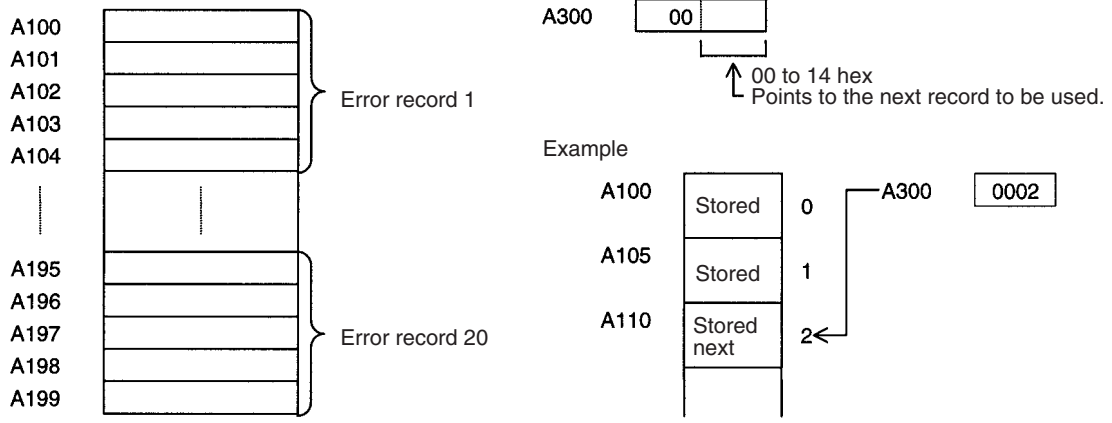 A100
A101
A102
A103
A104
Error record 1
A195
A196
A197
A198
A199
Error record 20
A300 00
00 to 14 hex
Points to the next record to be used.
Example
A100 Stored 0
A300 0002
A105 Stored 1
A110 Stored next 2